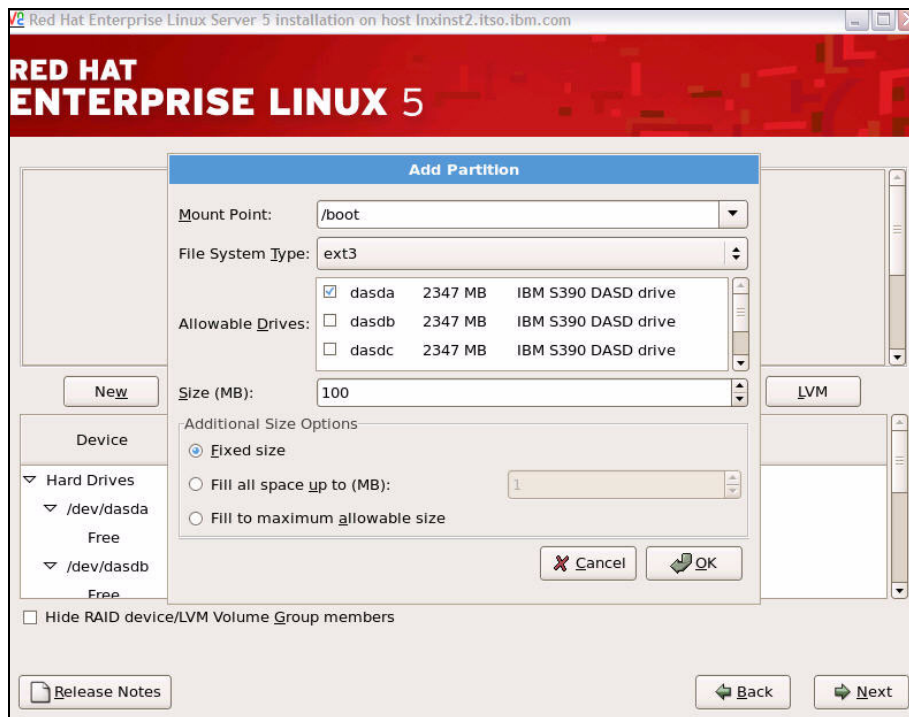 Red Hat Enterprise Linux Server 5 installation on host lnxinst2.itso.ibm.com
RED HAT
ENTERPRISE LINUX 5
Add Partition
Mount Point: /boot
File System Type: ext3
Allowable Drives:
dasda 2347 MB IBM S390 DASD drive
dasdb 2347 MB IBM S390 DASD drive
dasdc 2347 MB IBM S390 DASD drive
New
Size (MB): 100
LVM
Additional Size Options
Device
Fixed size
Hard Drives
Fill all space up to (MB): 1
/dev/dasda
Fill to maximum allowable size
Free
/dev/dasdb
Cancel
OK
Free
Hide RAID device/LVM Volume Group members
Release Notes
Back
Next